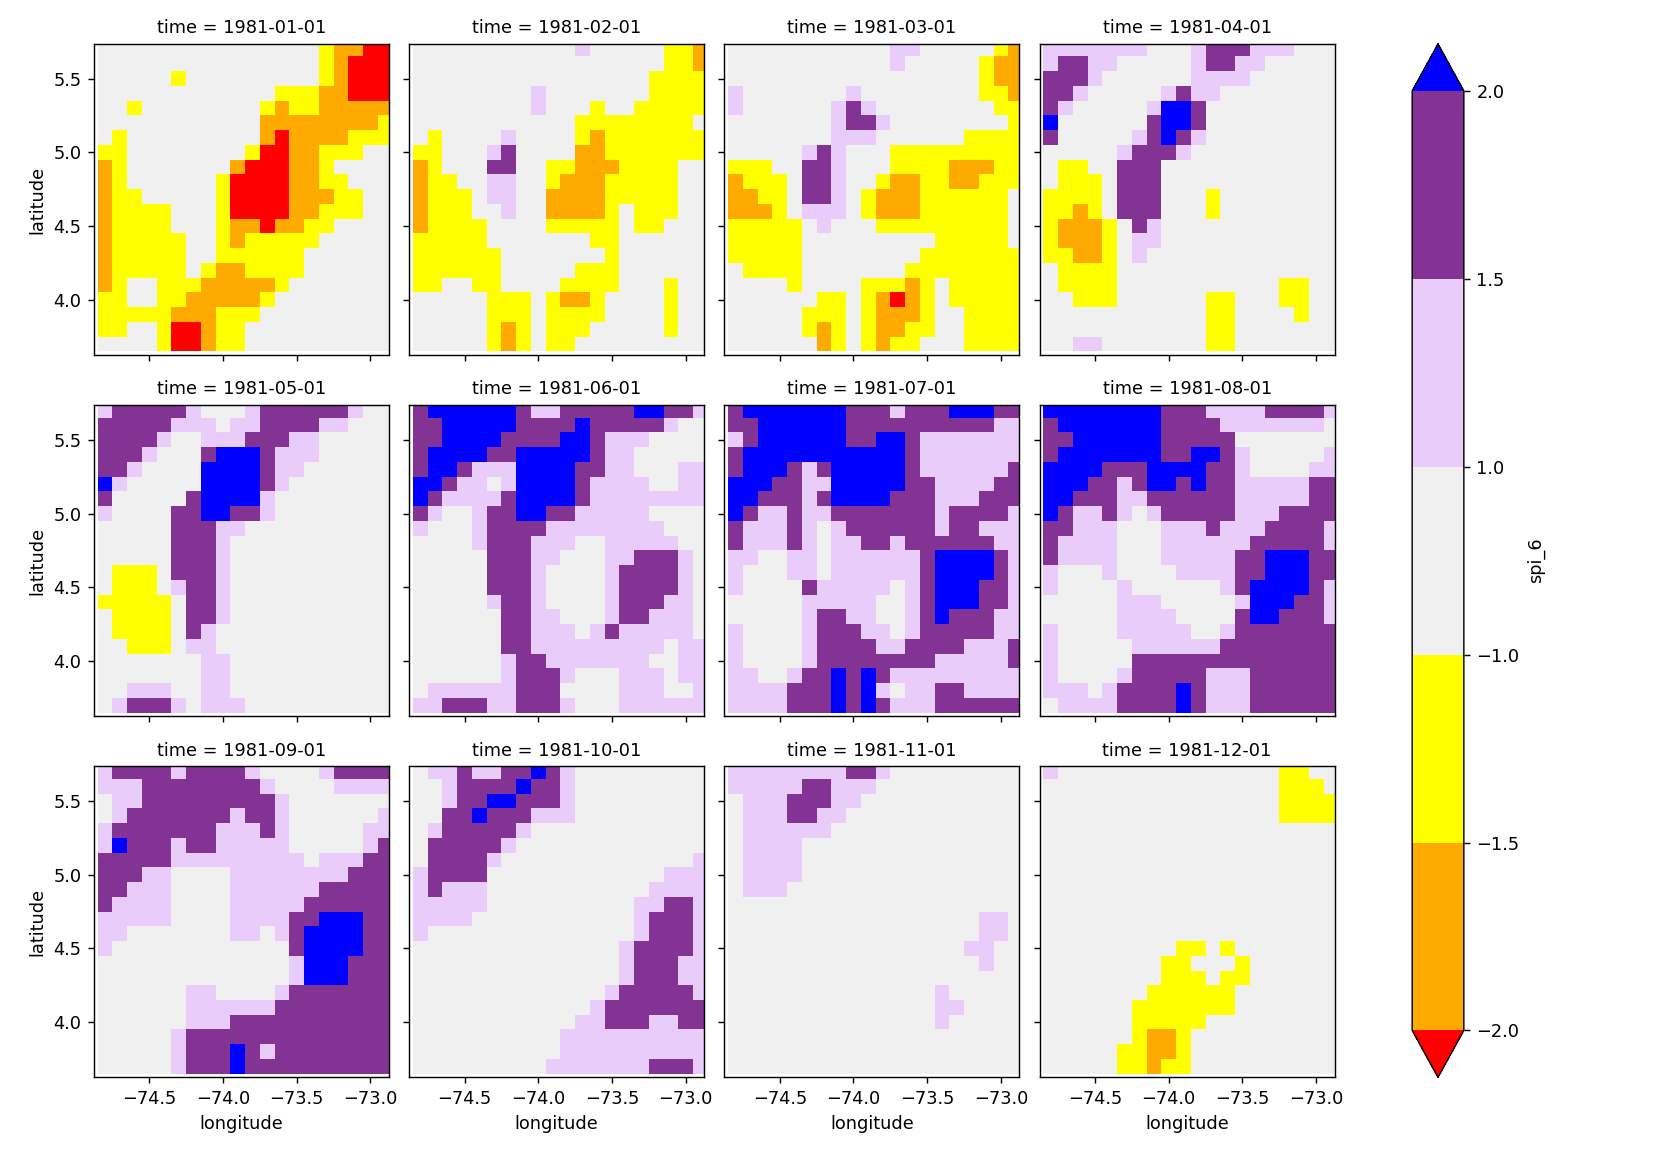 time = 1981-01-01
time = 1981-02-01
time = 1981-03-01
time = 1981-04-01
5.5
5.0
4.5
4.0
latitude
time = 1981-05-01
time = 1981-06-01
time = 1981-07-01
time = 1981-08-01
5.5
5.0
4.5
4.0
latitude
time = 1981-09-01
time = 1981-10-01
time = 1981-11-01
time = 1981-12-01
5.5
5.0
4.5
4.0
latitude
−74.5 −74.0 −73.5 −73.0
longitude
−74.5 −74.0 −73.5 −73.0
longitude
−74.5 −74.0 −73.5 −73.0
longitude
−74.5 −74.0 −73.5 −73.0
longitude
2.0
1.5
1.0
−1.0
−1.5
−2.0
spi_6